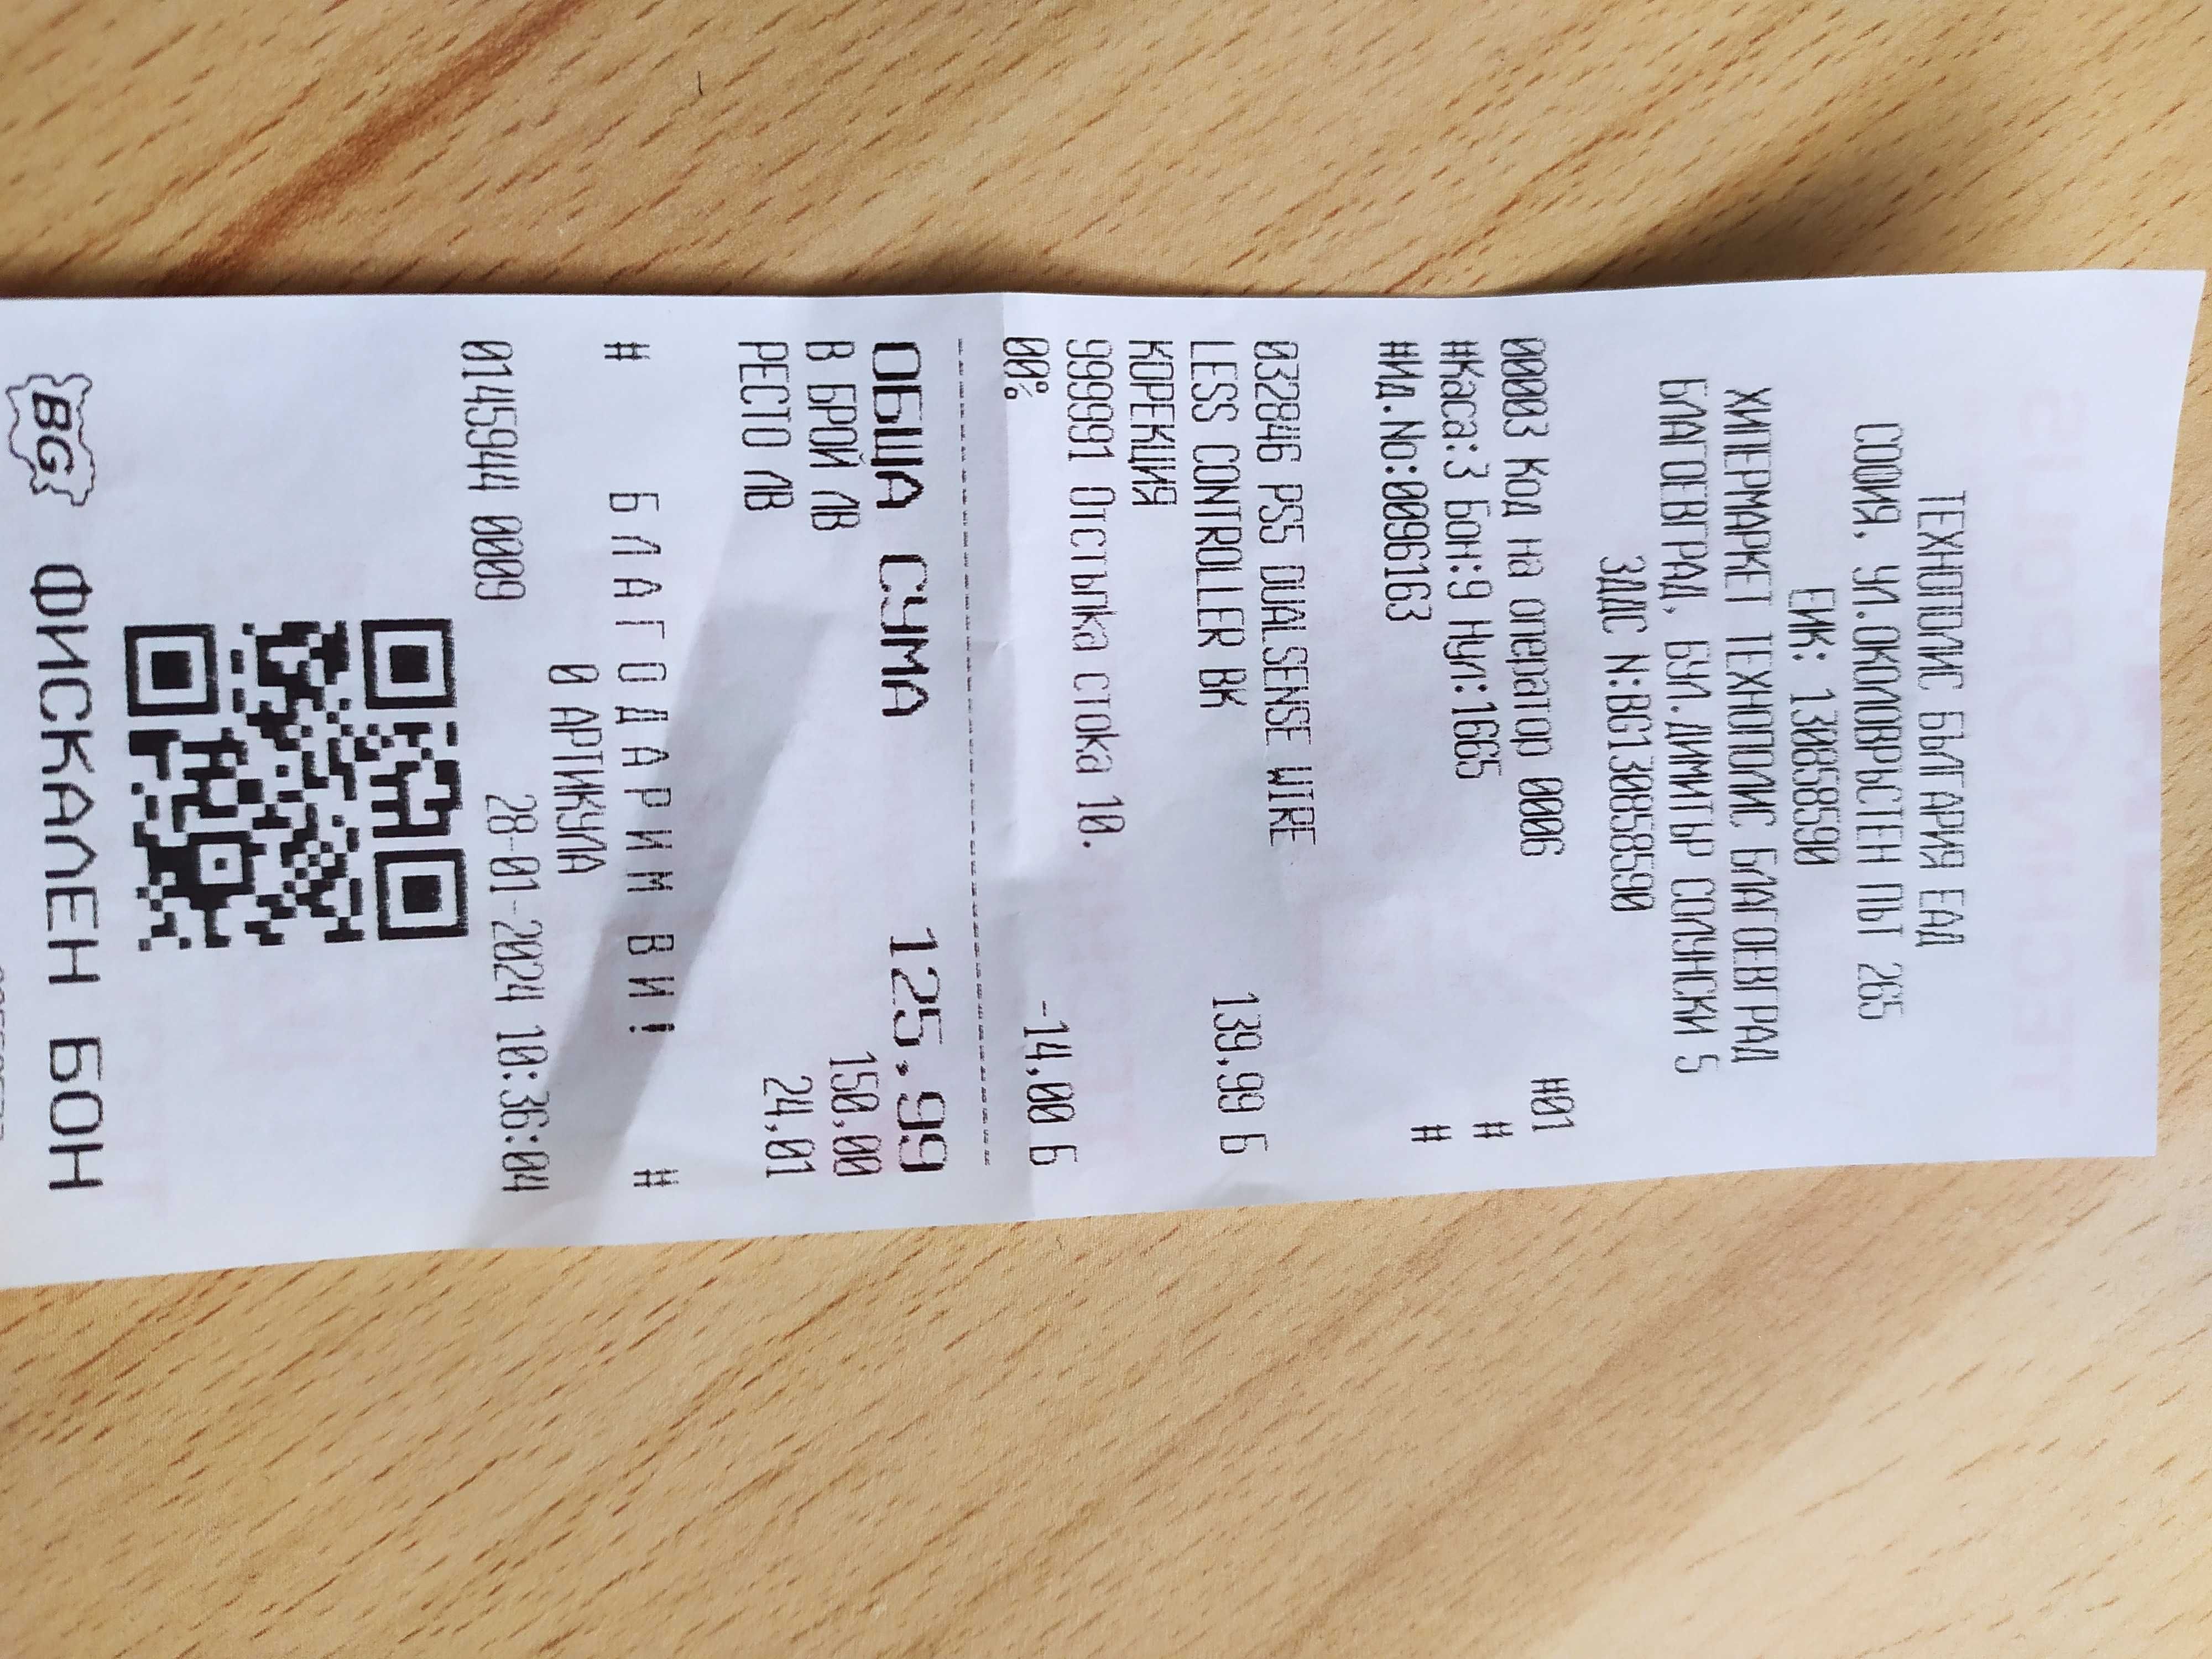 ТЕХНОПОЛИС БЪЛГАРИЯ ЕАД
СОФИЯ, УЛ.ОКОЛОВРЪСТЕН ПЪТ 265
ЕИК: 130858590
ХИПЕРМАРКЕТ ТЕХНОПОЛИС БЛАГОЕВГРАД
БЛАГОЕВГРАД, БУЛ.ДИМИТЪР СОЛУНСКИ 5
ЗДДС N:BG130858590
00003 Код на оператор 0006 #01
#Каса:3 Бон:9 Нул:1665 #
#Ид.No:0096163 #
032846 PS5 DUALSENSE WIRE
LESS CONTROLLER BK 139,99 Б
КОРЕКЦИЯ
999991 Отстъпка стока 10.
00% -14,00 Б
ОБЩА СУМА 125.99
В БРОЙ ЛВ 150,00
РЕСТО ЛВ 24,01
# БЛАГОДАРИМ ВИ! #
0 АРТИКУЛА
0145944 0009 28-01-2024 10:36:04
BG ФИСКАЛЕН БОН